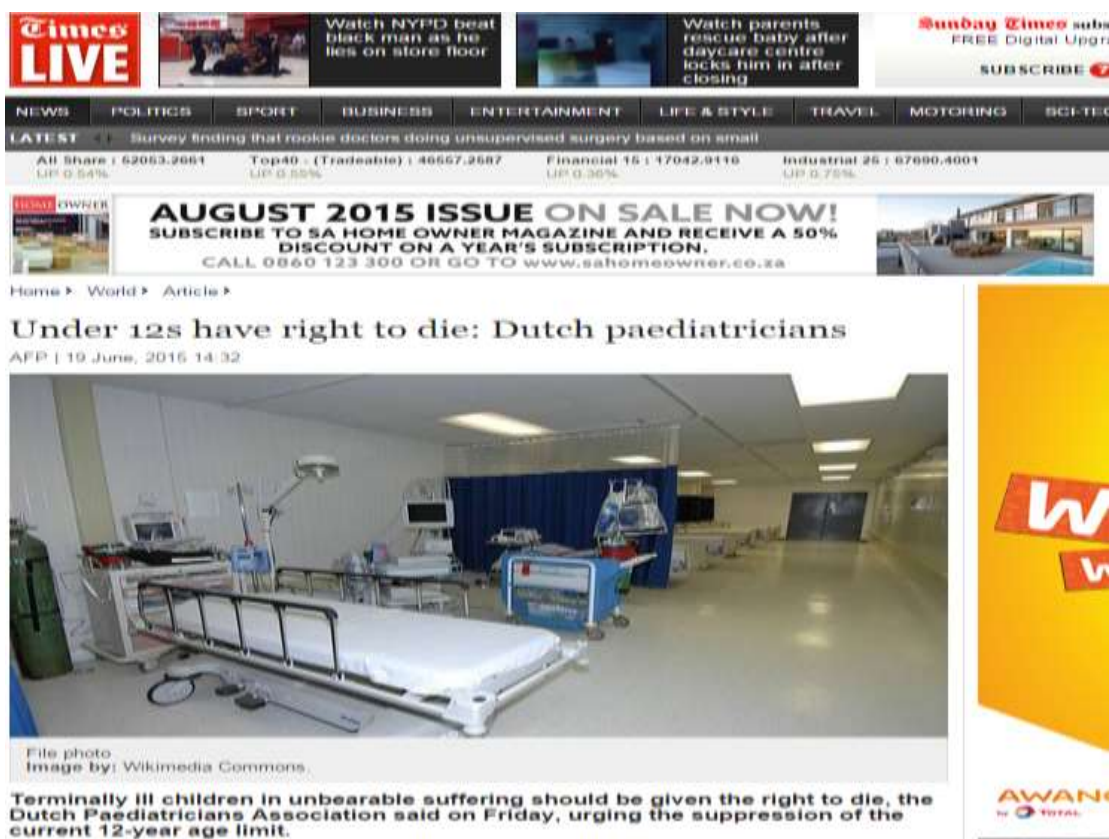 Times
LIVE
Watch NYPD beat
black man as he
lies on store floor
Watch parents
rescue baby after
daycare centre
locks him in after
closing
Sunday Times subs
FREE Digital Upgra
SUBSCRIBE
NEWS POLITICS SPORT BUSINESS ENTERTAINMENT LIFE & STYLE TRAVEL MOTORING SCI-TEC
LATEST Survey finding that rookie doctors doing unsupervised surgery based on small
All Share : 52053.2661 Top40 - (Tradeable) : 46557.2587 Financial 15 : 17042.9116 Industrial 25 : 67690.4001
UP 0.54% UP 0.55% UP 0.36% UP 0.75%
HOME OWNER
AUGUST 2015 ISSUE ON SALE NOW!
SUBSCRIBE TO SA HOME OWNER MAGAZINE AND RECEIVE A 50%
DISCOUNT ON A YEAR'S SUBSCRIPTION.
CALL 0860 123 300 OR GO TO www.sahomeowner.co.za
Home World Article
Under 12s have right to die: Dutch paediatricians
AFP | 19 June, 2015 14:32
File photo
Image by: Wikimedia Commons.
Terminally ill children in unbearable suffering should be given the right to die, the
Dutch Paediatricians Association said on Friday, urging the suppression of the
current 12-year age limit.
W
W
AWANG
by TOTAL